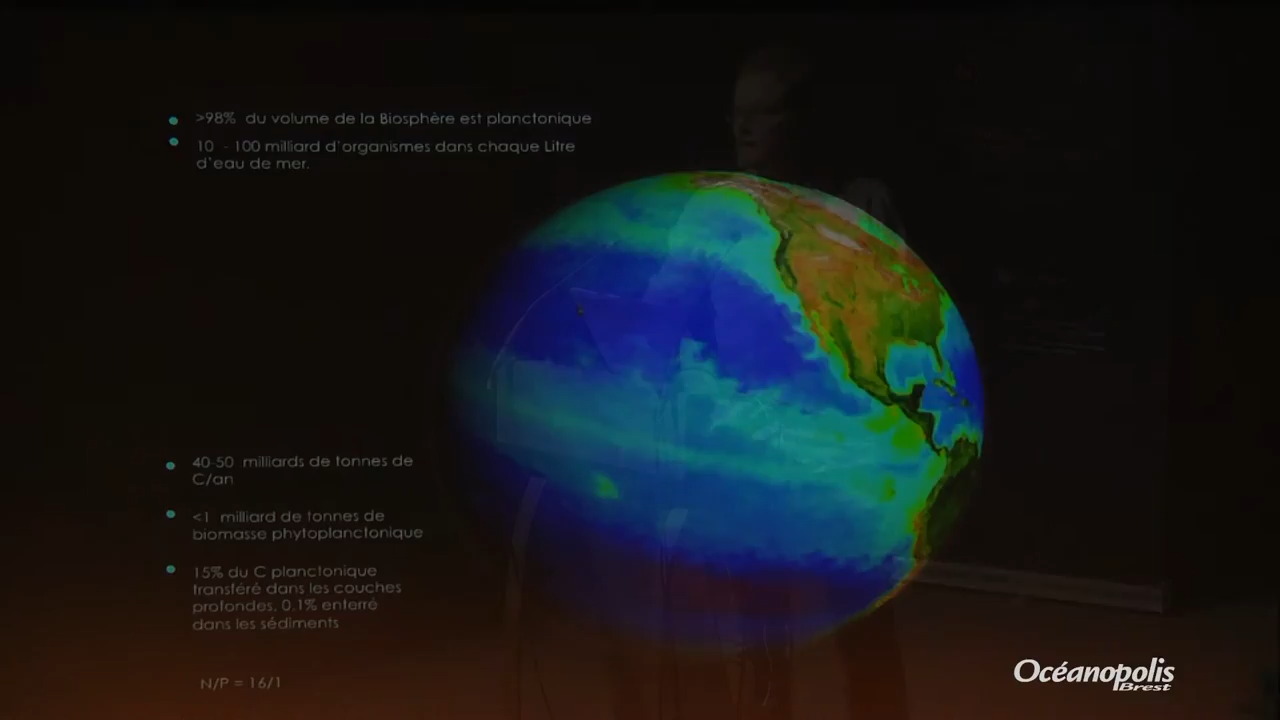 >98% du volume de la Biosphère est planctonique
10 - 100 milliard d'organismes dans chaque Litre
d'eau de mer.
40-50 milliards de tonnes de
C/an
<1 milliard de tonnes de
biomasse phytoplanctonique
15% du C planctonique
transféré dans les couches
profondes, 0.1% enterré
dans les sédiments
N/P = 16/1
Océanopolis
Brest